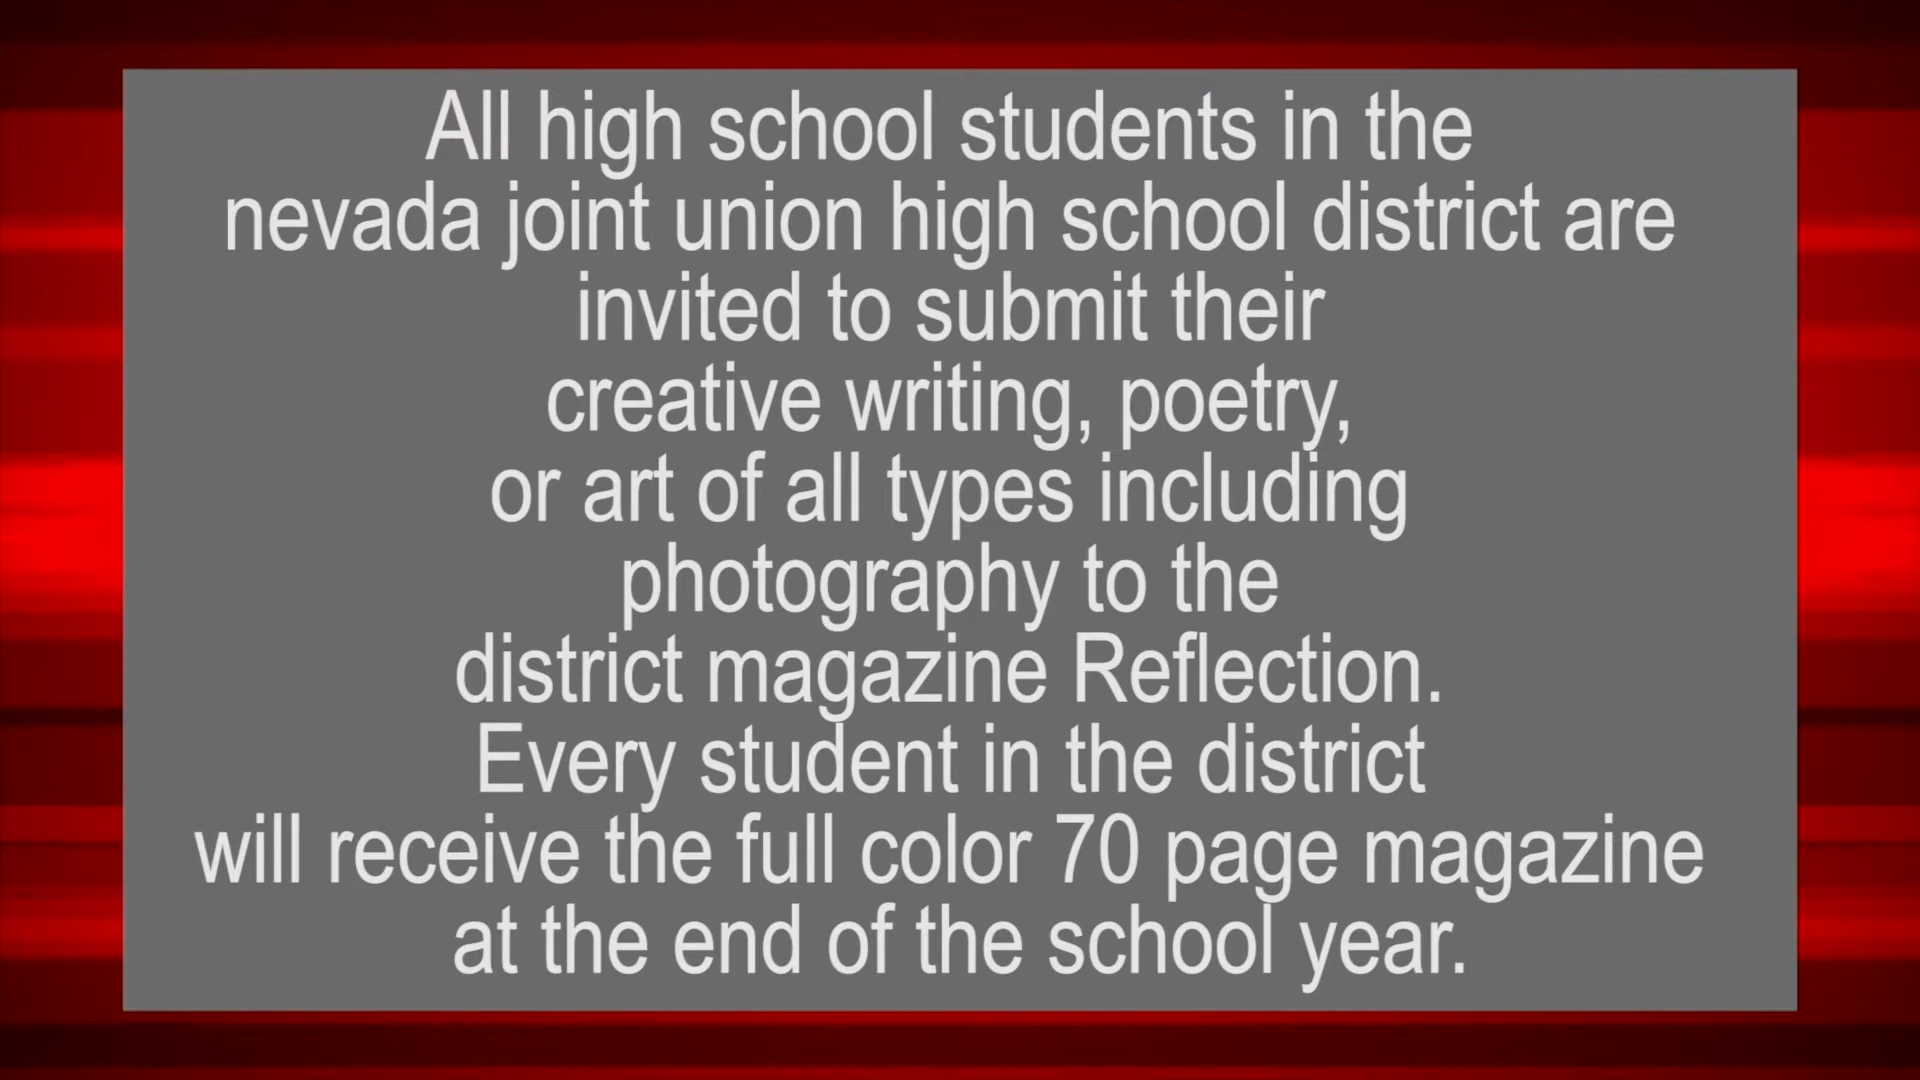 All high school students in the
nevada joint union high school district are
invited to submit their
creative writing, poetry,
or art of all types including
photography to the
district magazine Reflection.
Every student in the district
will receive the full color 70 page magazine
at the end of the school year.